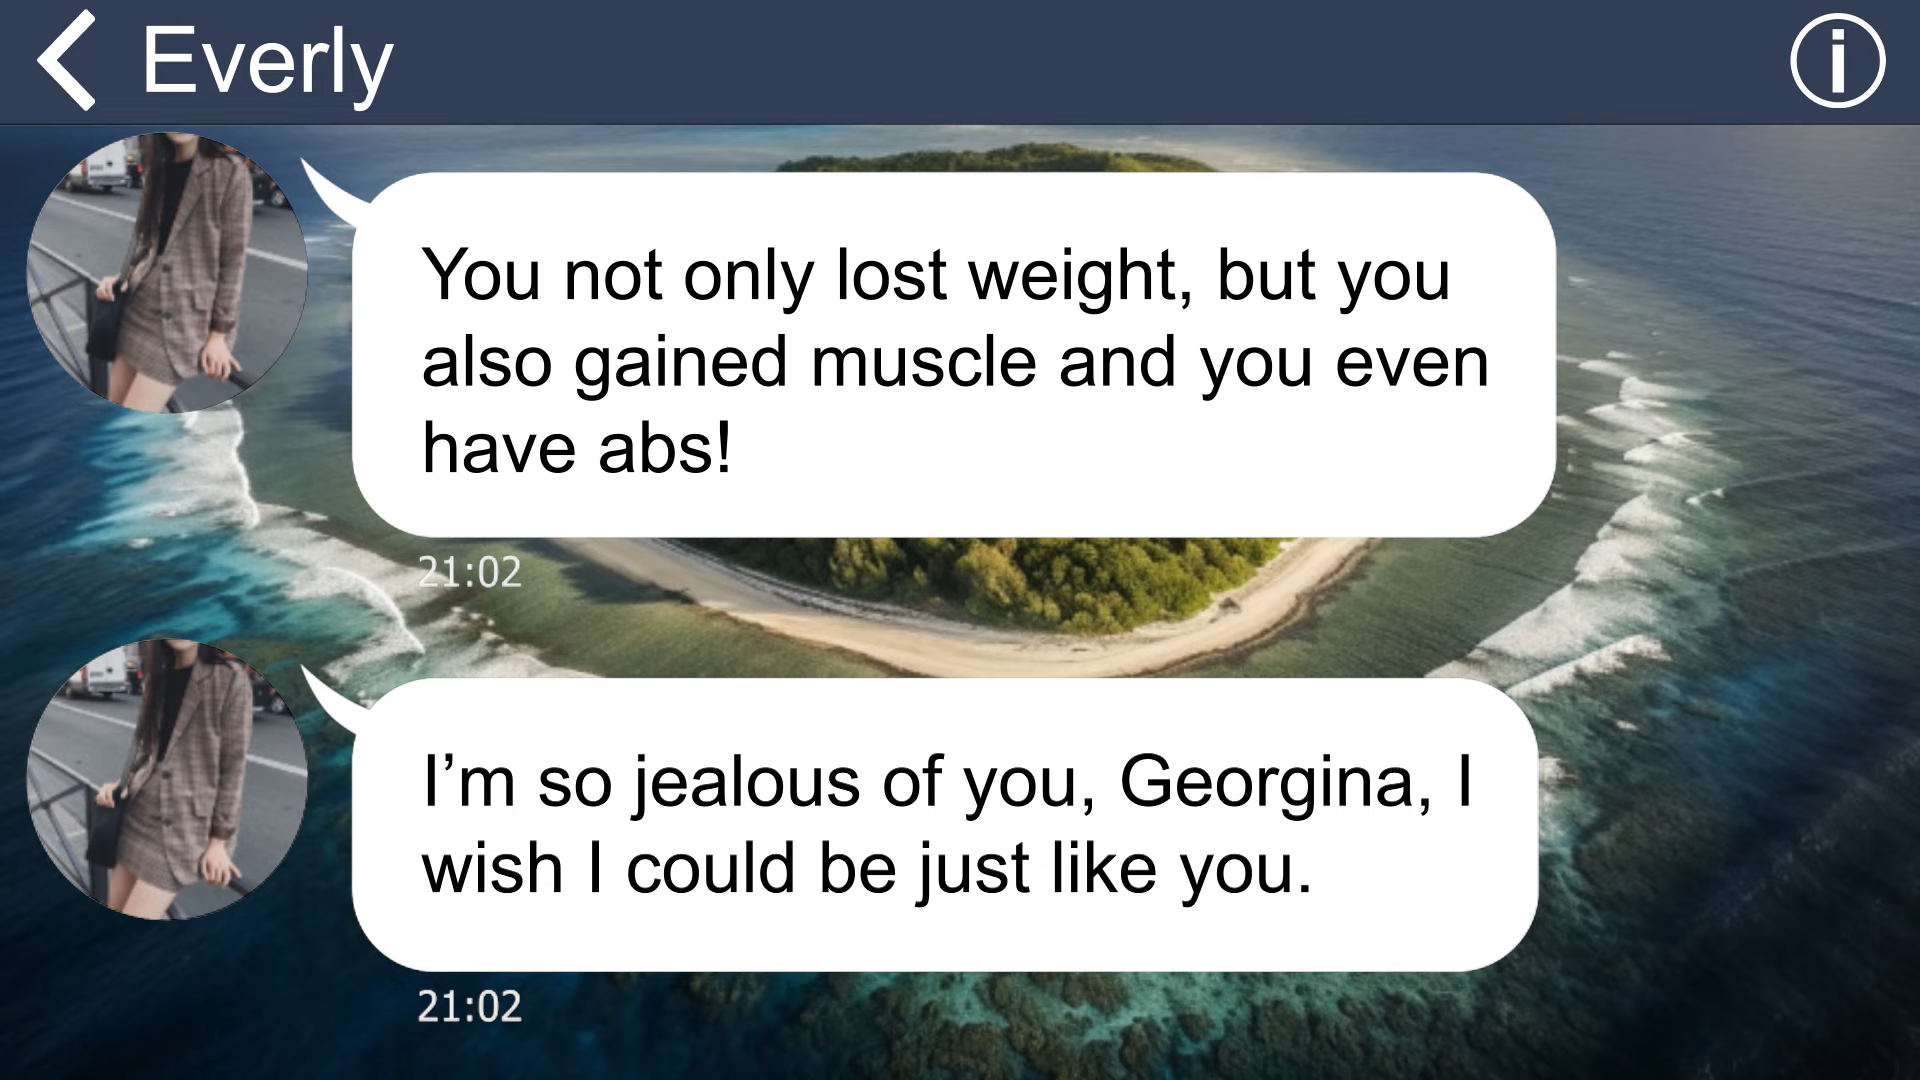 Everly
You not only lost weight, but you
also gained muscle and you even
have abs!
21:02
I’m so jealous of you, Georgina, I
wish I could be just like you.
21:02